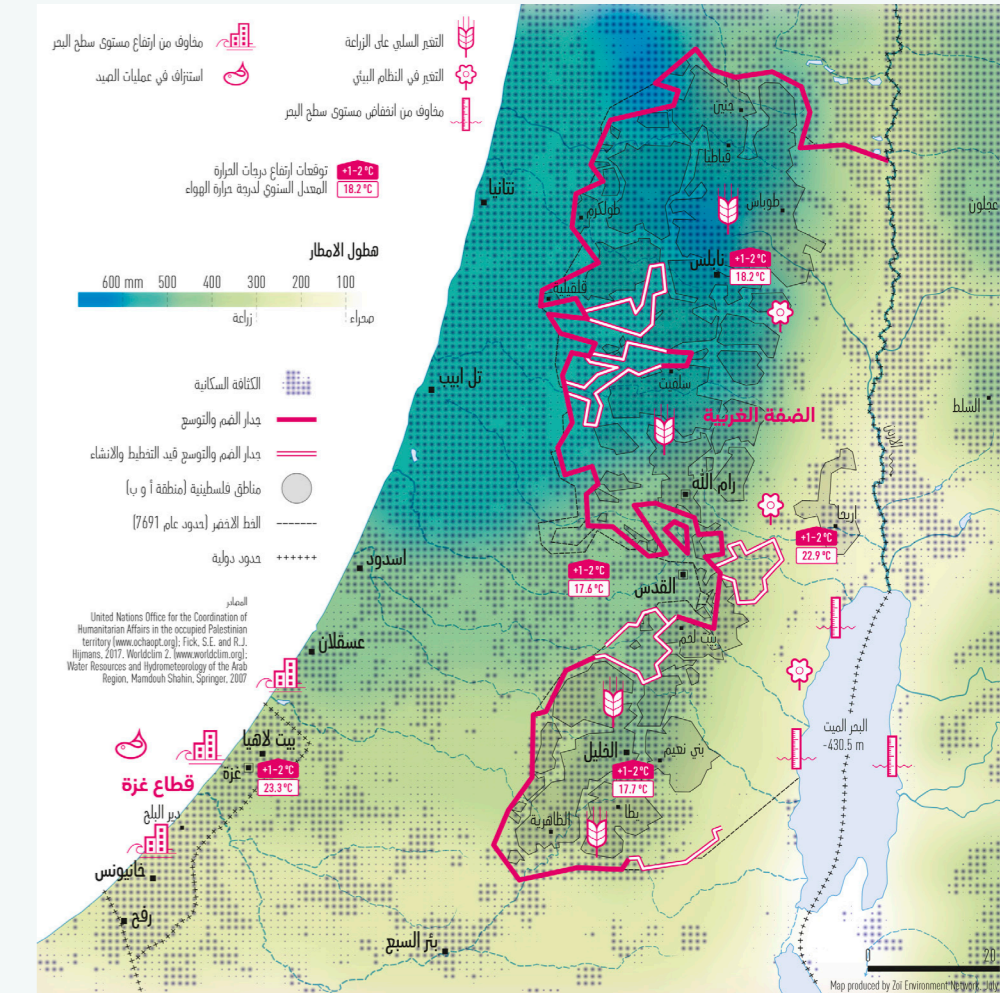 مخاوف من ارتفاع مستوى سطح البحر
استنزاف في عمليات الصيد
التغير السلبي على الزراعة
التغير في النظام البيئي
مخاوف من انخفاض مستوى سطح البحر
+1-2 °C
توقعات ارتفاع درجات الحرارة
18.2 °C
المعدل السنوي لدرجة حرارة الهواء
هطول الامطار
600 mm 500 400 300 200 100
زراعة
صحراء
الكثافة السكانية
جدار الضم والتوسع
جدار الضم والتوسع قيد التخطيط والانشاء
مناطق فلسطينية (منطقة أ و ب)
الخط الاخضر (حدود عام 7691)
حدود دولية
المصادر
United Nations Office for the Coordination of
Humanitarian Affairs in the occupied Palestinian
territory (www.ochaopt.org); Fick, S.E. and R.J.
Hijmans, 2017. Worldclim 2. (www.worldclim.org);
Water Resources and Hydrometeorology of the Arab
Region, Mamdouh Shahin, Springer, 2007
جنين
قباطيا
نتانيا
طولكرم
طوباس
عجلون
نابلس
+1-2 °C
18.2 °C
قلقيلية
تل ابيب
سلفيت
السلط
الضفة الغربية
الاردن
رام الله
اريحا
+1-2 °C
22.9 °C
اسدود
+1-2 °C
17.6 °C
القدس
بيت لحم
عسقلان
البحر الميت
-430.5 m
بيت لاهيا
غزة
+1-2 °C
23.3 °C
قطاع غزة
الخليل
بني نعيم
+1-2 °C
17.7 °C
يطا
الظاهرية
دير البلح
خانيونس
رفح
بئر السبع
0 20
Map produced by Zoï Environment Network, July